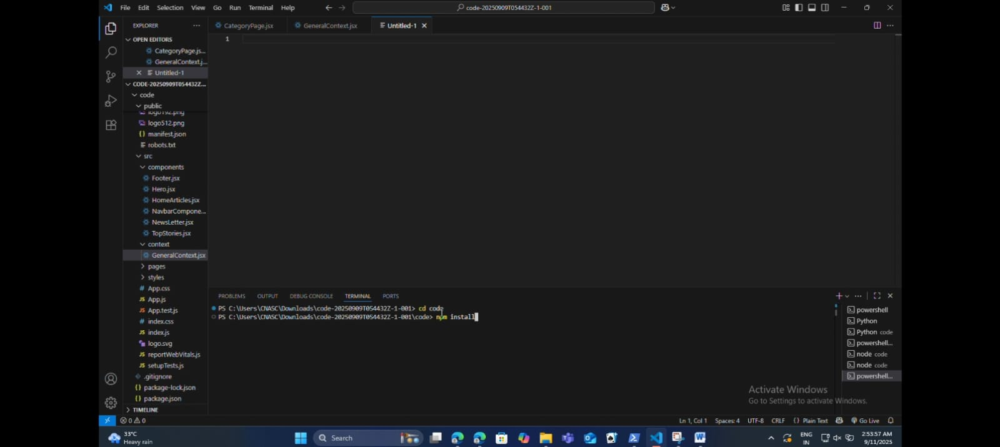 File Edit Selection View Go Run Terminal Help
code-20250909T054432Z-1-001
EXPLORER
CategoryPage.jsx
GeneralContext.jsx
Untitled-1
OPEN EDITORS
CategoryPage.js...
GeneralContext.j...
Untitled-1
CODE-20250909T054432Z...
code
public
logo192.png
logo512.png
manifest.json
robots.txt
src
components
Footer.jsx
Hero.jsx
HomeArticles.jsx
NavbarCompone...
NewsLetter.jsx
TopStories.jsx
context
GeneralContext.jsx
pages
styles
App.css
App.js
App.test.js
index.css
index.js
logo.svg
reportWebVitals.js
setupTests.js
.gitignore
package-lock.json
package.json
TIMELINE
1
PROBLEMS OUTPUT DEBUG CONSOLE TERMINAL PORTS
PS C:\Users\CNASC\Downloads\code-20250909T054432Z-1-001> cd code
PS C:\Users\CNASC\Downloads\code-20250909T054432Z-1-001\code> npm install
powershell
Python
Python code
powershell...
node code
node code
powershell...
Activate Windows
Go to Settings to activate Windows.
0 0
Ln 1, Col 1 Spaces: 4 UTF-8 CRLF {} Plain Text Go Live
33°C
Heavy rain
Search
ENG
IN
2:53:57 AM
9/11/2025